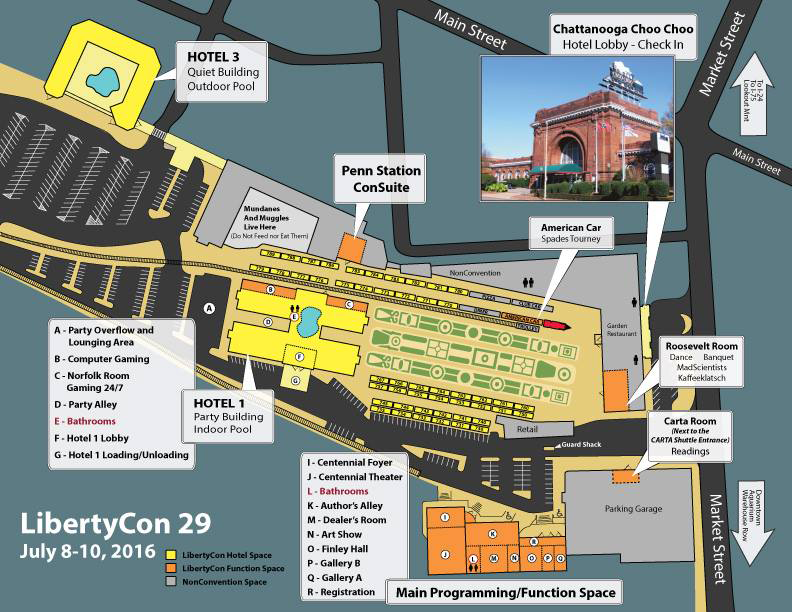 Main Street
Market Street
Chattanooga Choo Choo
Hotel Lobby - Check In
To I-24
To I-75
Lookout Mnt
Main Street
HOTEL 3
Quiet Building
Outdoor Pool
Penn Station
ConSuite
Mundanes
And Muggles
Live Here
(Do Not Feed nor Eat Them)
American Car
Spades Tourney
NonConvention
PIZZA
CLUB CAR
DINER
AMERICAN CAR
TROLLEY
Garden
Restaurant
Roosevelt Room
Dance Banquet
MadScientists
Kaffeeklatsch
A
B
C
D
E
F
G
A - Party Overflow and
Lounging Area
B - Computer Gaming
C - Norfolk Room
Gaming 24/7
D - Party Alley
E - Bathrooms
F - Hotel 1 Lobby
G - Hotel 1 Loading/Unloading
HOTEL 1
Party Building
Indoor Pool
Retail
Guard Shack
Carta Room
(Next to the
CARTA Shuttle Entrance)
Readings
I - Centennial Foyer
J - Centennial Theater
L - Bathrooms
K - Author's Alley
M - Dealer's Room
N - Art Show
O - Finley Hall
P - Gallery B
Q - Gallery A
R - Registration
I
J
K
L
M
N
O
P
Q
R
Parking Garage
Downtown
Aquarium
Warehouse Row
Market Street
LibertyCon 29
July 8-10, 2016
LibertyCon Hotel Space
LibertyCon Function Space
NonConvention Space
Main Programming/Function Space